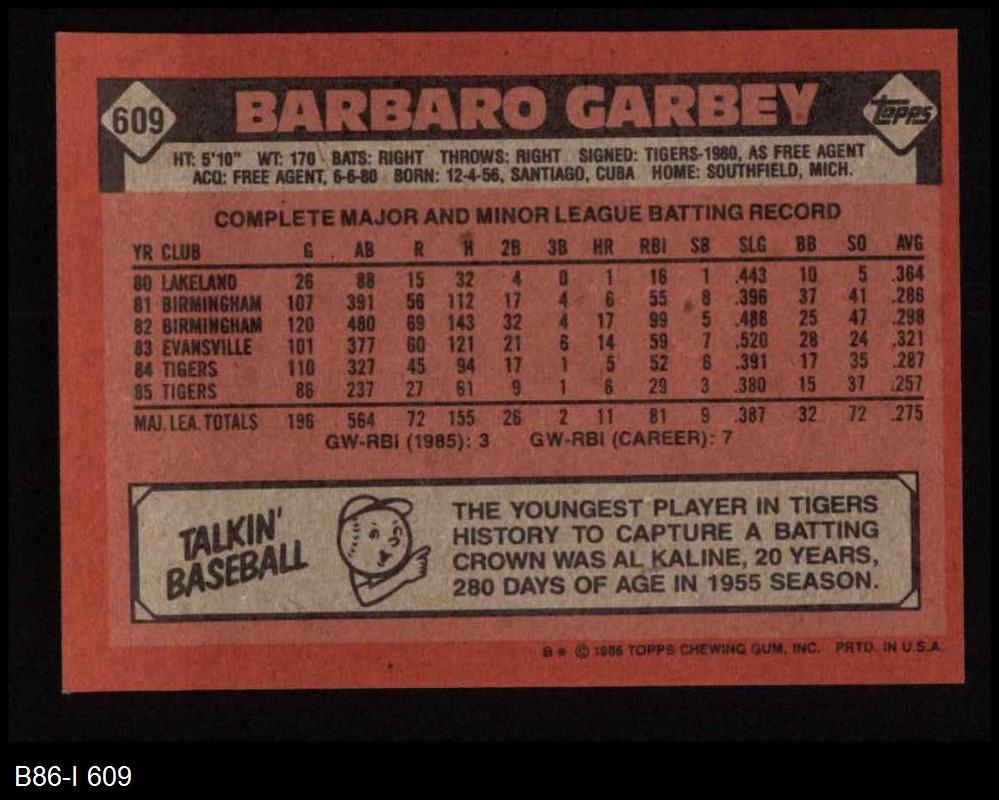 609
BARBARO GARBEY
Topps
HT: 5'10" WT: 170 BATS: RIGHT THROWS: RIGHT SIGNED: TIGERS-1980, AS FREE AGENT
ACQ: FREE AGENT, 6-6-80 BORN: 12-4-56, SANTIAGO, CUBA HOME: SOUTHFIELD, MICH.
COMPLETE MAJOR AND MINOR LEAGUE BATTING RECORD
YR CLUB G AB R H 2B 3B HR RBI SB SLG BB SO AVG
80 LAKELAND 26 88 15 32 4 0 1 16 1 .443 10 5 .364
81 BIRMINGHAM 107 391 56 112 17 4 6 55 8 .396 37 41 .286
82 BIRMINGHAM 120 480 69 143 32 4 17 99 5 .488 25 47 .298
83 EVANSVILLE 101 377 60 121 21 6 14 59 7 .520 28 24 .321
84 TIGERS 110 327 45 94 17 1 5 52 6 .391 17 35 .287
85 TIGERS 86 237 27 61 9 1 6 29 3 .380 15 37 .257
MAJ. LEA. TOTALS 196 564 72 155 26 2 11 81 9 .387 32 72 .275
GW-RBI (1985): 3 GW-RBI (CAREER): 7
TALKIN'
BASEBALL
THE YOUNGEST PLAYER IN TIGERS
HISTORY TO CAPTURE A BATTING
CROWN WAS AL KALINE, 20 YEARS,
280 DAYS OF AGE IN 1955 SEASON.
B* © 1986 TOPPS CHEWING GUM, INC. PRTD. IN U.S.A.
B86-I 609